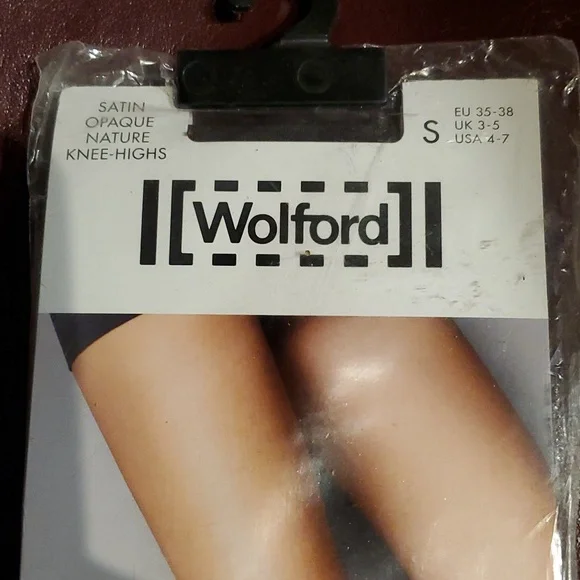 SATIN
OPAQUE
NATURE
KNEE-HIGHS
S
EU 35-38
UK 3-5
USA 4-7
Wolford